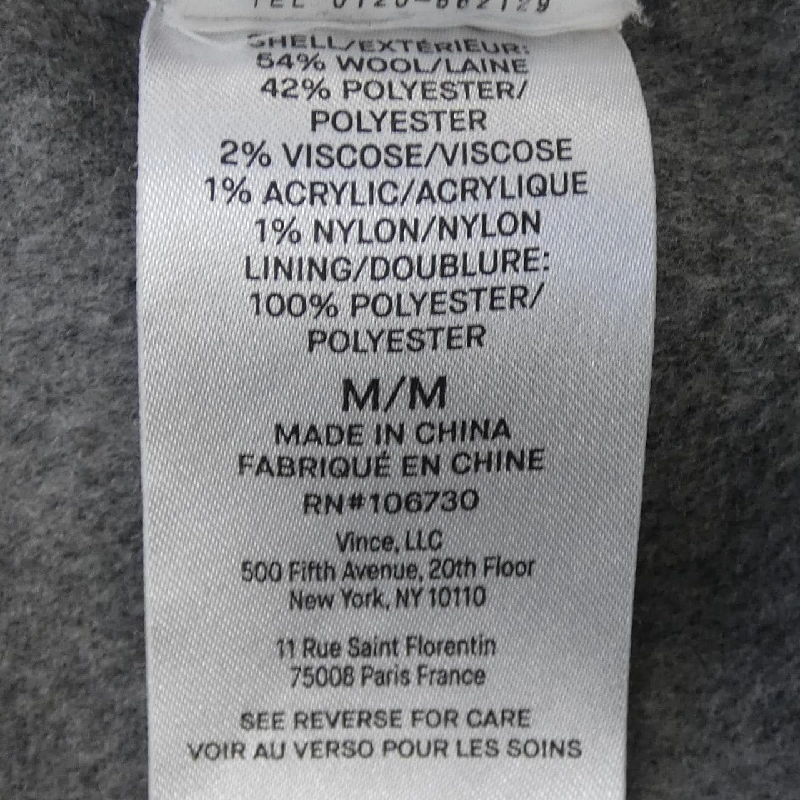 SHELL/EXTÉRIEUR:
54% WOOL/LAINE
42% POLYESTER/
POLYESTER
2% VISCOSE/VISCOSE
1% ACRYLIC/ACRYLIQUE
1% NYLON/NYLON
LINING/DOUBLURE:
100% POLYESTER/
POLYESTER
M/M
MADE IN CHINA
FABRIQUÉ EN CHINE
RN#106730
Vince, LLC
500 Fifth Avenue, 20th Floor
New York, NY 10110
11 Rue Saint Florentin
75008 Paris France
SEE REVERSE FOR CARE
VOIR AU VERSO POUR LES SOINS